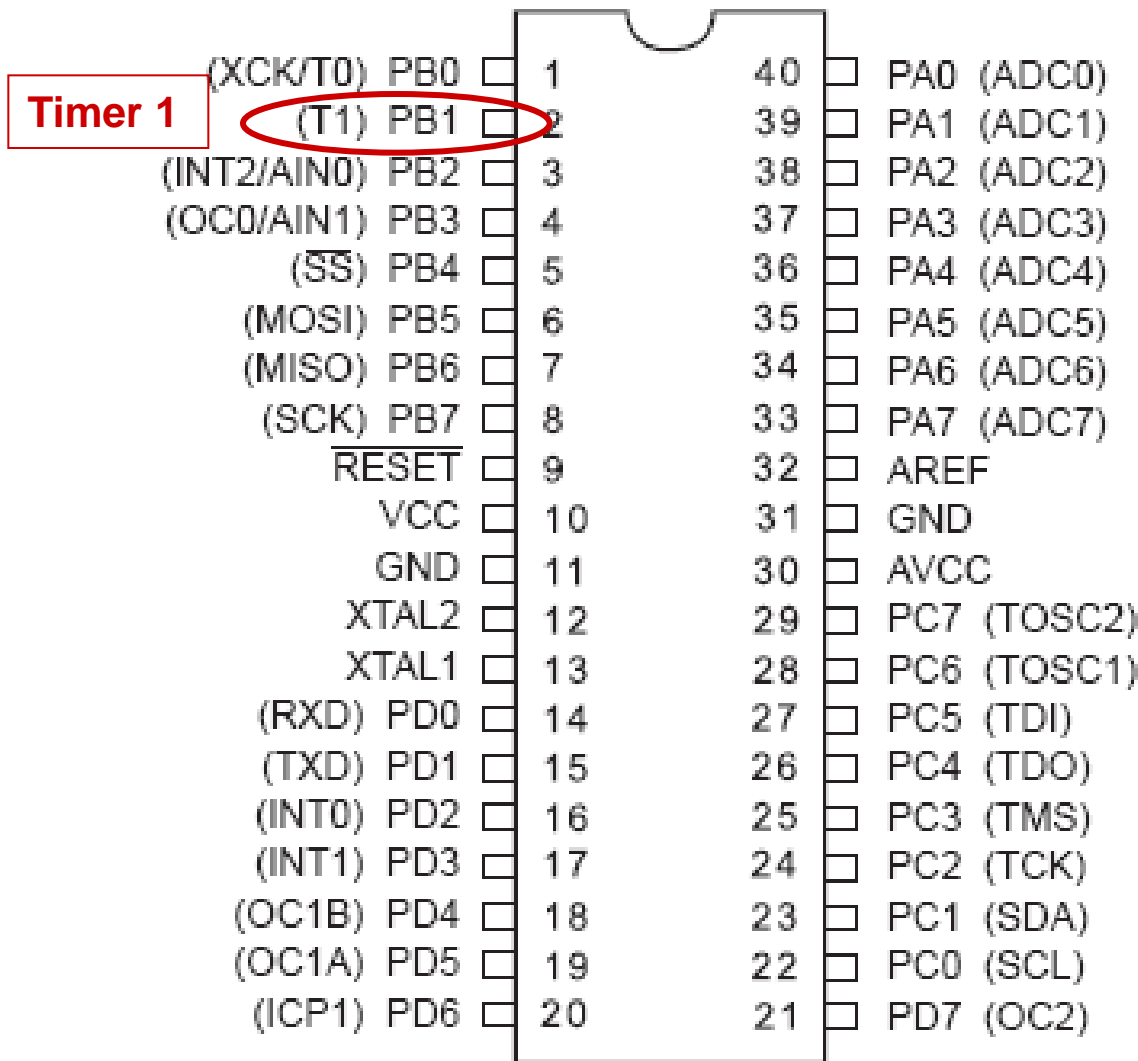 (XCK/T0) PB0 1 40 PA0 (ADC0)
Timer 1
(T1) PB1 2 39 PA1 (ADC1)
(INT2/AIN0) PB2 3 38 PA2 (ADC2)
(OC0/AIN1) PB3 4 37 PA3 (ADC3)
(S̅S̅) PB4 5 36 PA4 (ADC4)
(MOSI) PB5 6 35 PA5 (ADC5)
(MISO) PB6 7 34 PA6 (ADC6)
(SCK) PB7 8 33 PA7 (ADC7)
R̅E̅S̅E̅T̅ 9 32 AREF
VCC 10 31 GND
GND 11 30 AVCC
XTAL2 12 29 PC7 (TOSC2)
XTAL1 13 28 PC6 (TOSC1)
(RXD) PD0 14 27 PC5 (TDI)
(TXD) PD1 15 26 PC4 (TDO)
(INT0) PD2 16 25 PC3 (TMS)
(INT1) PD3 17 24 PC2 (TCK)
(OC1B) PD4 18 23 PC1 (SDA)
(OC1A) PD5 19 22 PC0 (SCL)
(ICP1) PD6 20 21 PD7 (OC2)